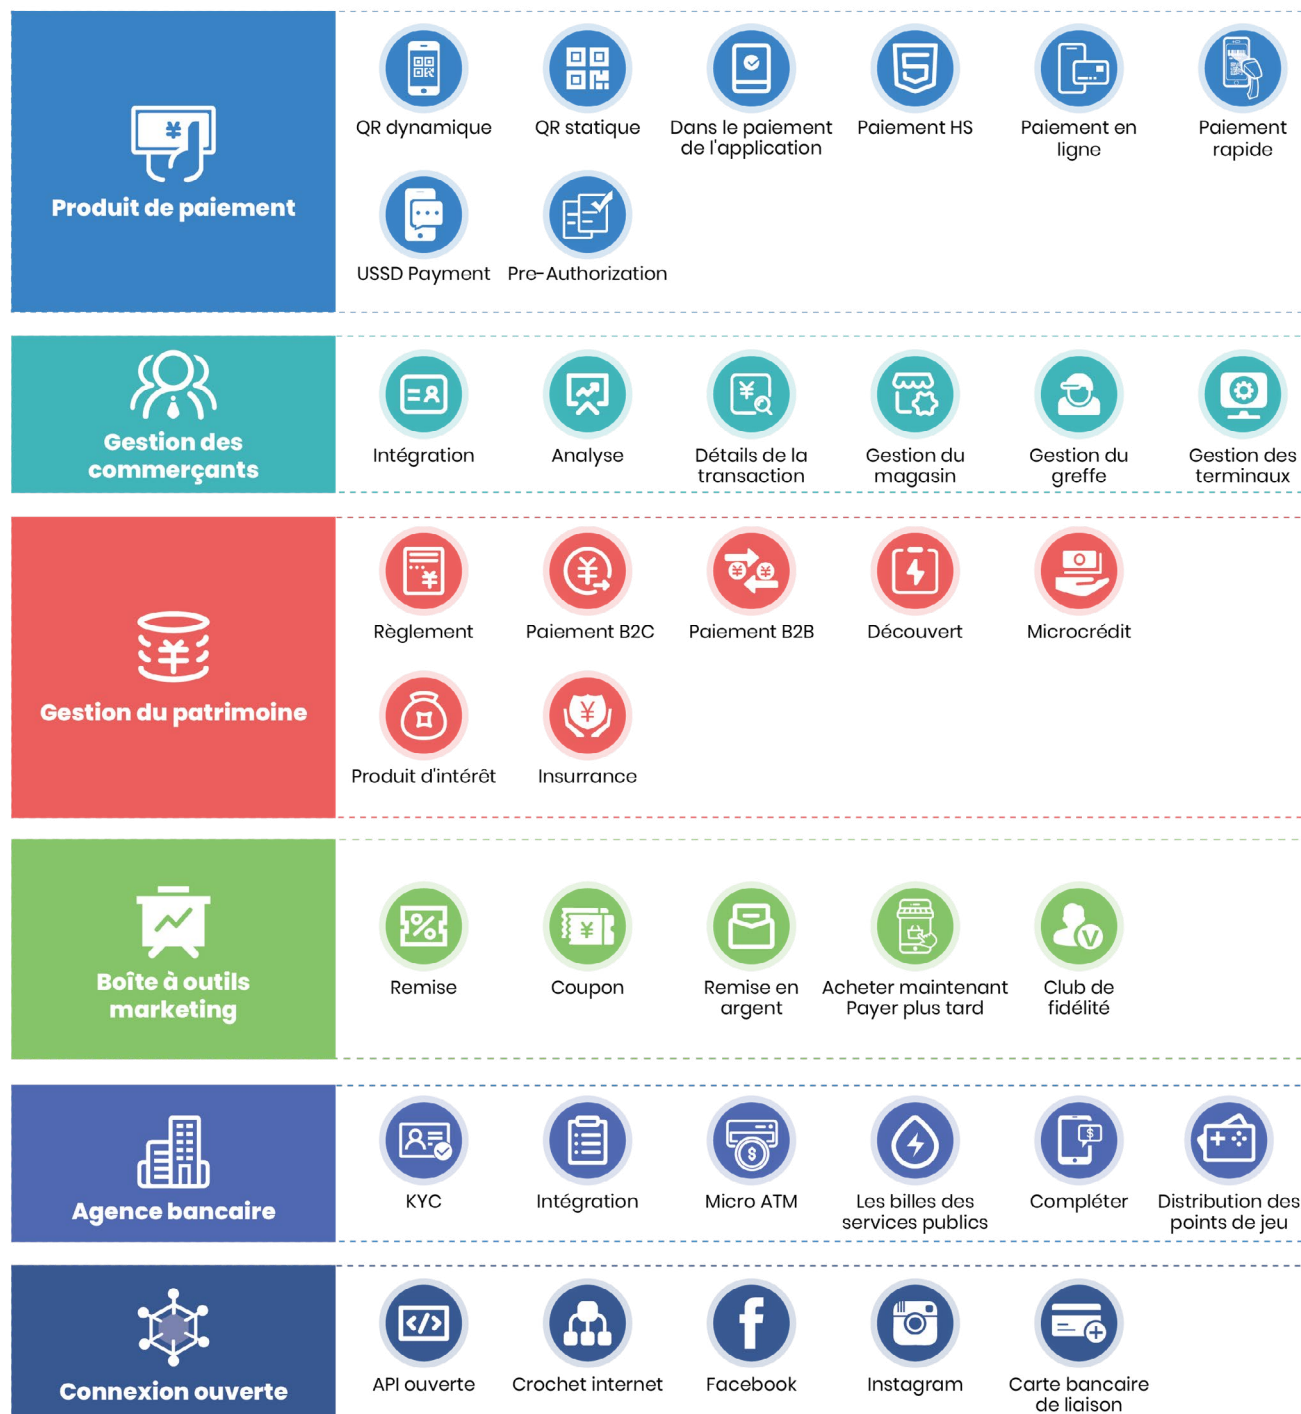 Produit de paiement
QR dynamique
QR statique
Dans le paiement
de l'application
Paiement HS
Paiement en
ligne
Paiement
rapide
USSD Payment
Pre-Authorization
Gestion des
commerçants
Intégration
Analyse
Détails de la
transaction
Gestion du
magasin
Gestion du
greffe
Gestion des
terminaux
Gestion du patrimoine
Règlement
Paiement B2C
Paiement B2B
Découvert
Microcrédit
Produit d'intérêt
Insurrance
Boîte à outils
marketing
Remise
Coupon
Remise en
argent
Acheter maintenant
Payer plus tard
Club de
fidélité
Agence bancaire
KYC
Intégration
Micro ATM
Les billes des
services publics
Compléter
Distribution des
points de jeu
Connexion ouverte
API ouverte
Crochet internet
Facebook
Instagram
Carte bancaire
de liaison